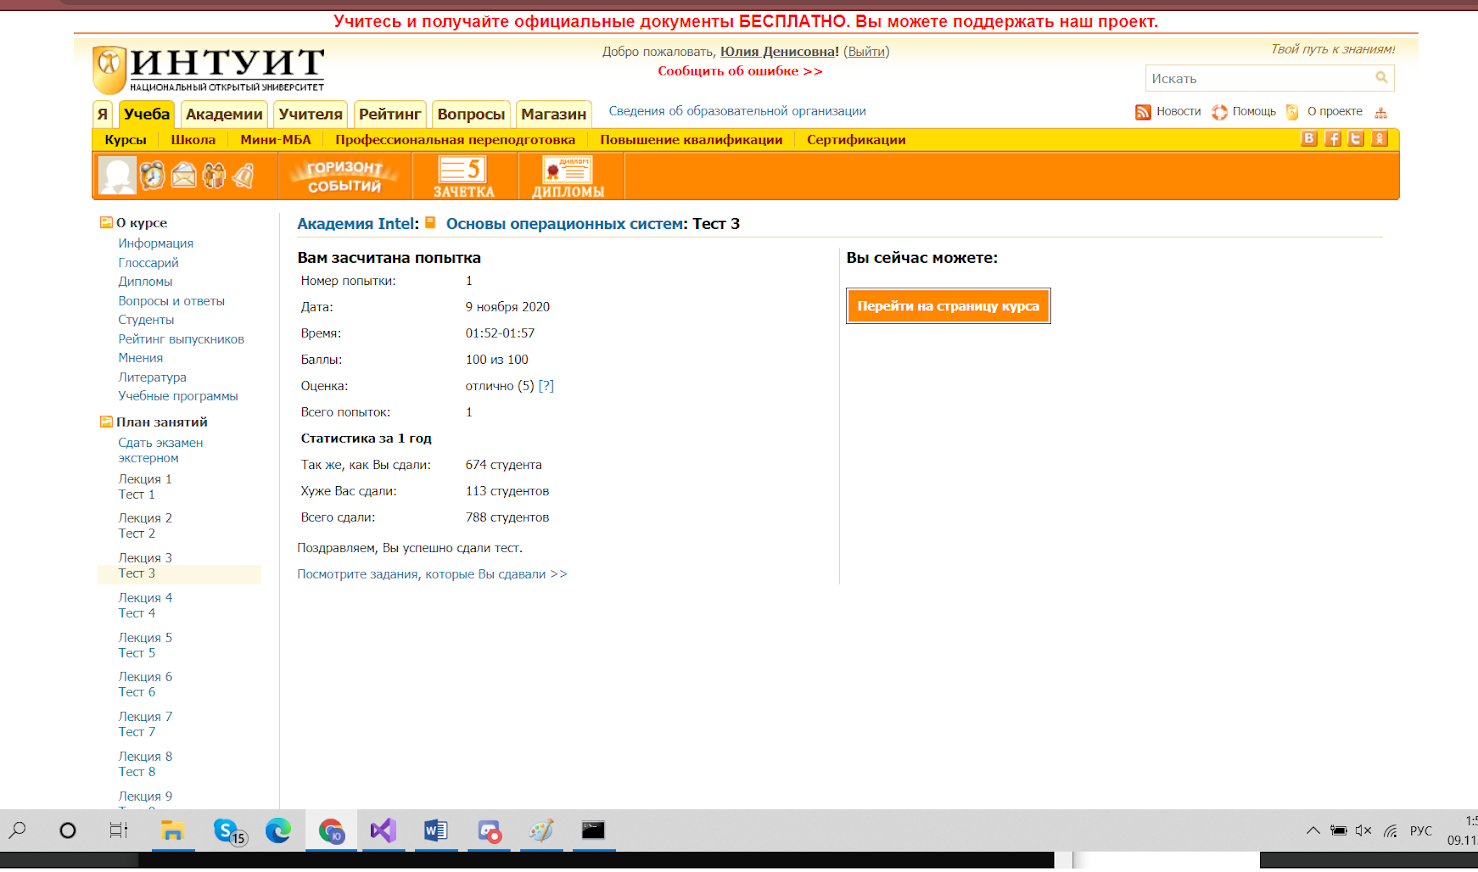 Учитесь и получайте официальные документы БЕСПЛАТНО. Вы можете поддержать наш проект.
ИНТУИТ
НАЦИОНАЛЬНЫЙ ОТКРЫТЫЙ УНИВЕРСИТЕТ
Добро пожаловать, Юлия Денисовна! (Выйти)
Сообщить об ошибке >>
Твой путь к знаниям!
Искать
Я Учеба Академии Учителя Рейтинг Вопросы Магазин Сведения об образовательной организации Новости Помощь О проекте
Курсы Школа Мини-МБА Профессиональная переподготовка Повышение квалификации Сертификации
ГОРИЗОНТ СОБЫТИЙ
5
ЗАЧЕТКА
ДИПЛОМ
ДИПЛОМЫ
О курсе
Информация
Глоссарий
Дипломы
Вопросы и ответы
Студенты
Рейтинг выпускников
Мнения
Литература
Учебные программы
План занятий
Сдать экзамен
экстерном
Лекция 1
Тест 1
Лекция 2
Тест 2
Лекция 3
Тест 3
Лекция 4
Тест 4
Лекция 5
Тест 5
Лекция 6
Тест 6
Лекция 7
Тест 7
Лекция 8
Тест 8
Лекция 9
Академия Intel: Основы операционных систем: Тест 3
Вам засчитана попытка
Номер попытки: 1
Дата: 9 ноября 2020
Время: 01:52-01:57
Баллы: 100 из 100
Оценка: отлично (5) [?]
Всего попыток: 1
Статистика за 1 год
Так же, как Вы сдали: 674 студента
Хуже Вас сдали: 113 студентов
Всего сдали: 788 студентов
Поздравляем, Вы успешно сдали тест.
Посмотрите задания, которые Вы сдавали >>
Вы сейчас можете:
Перейти на страницу курса
15
РУС
09.11